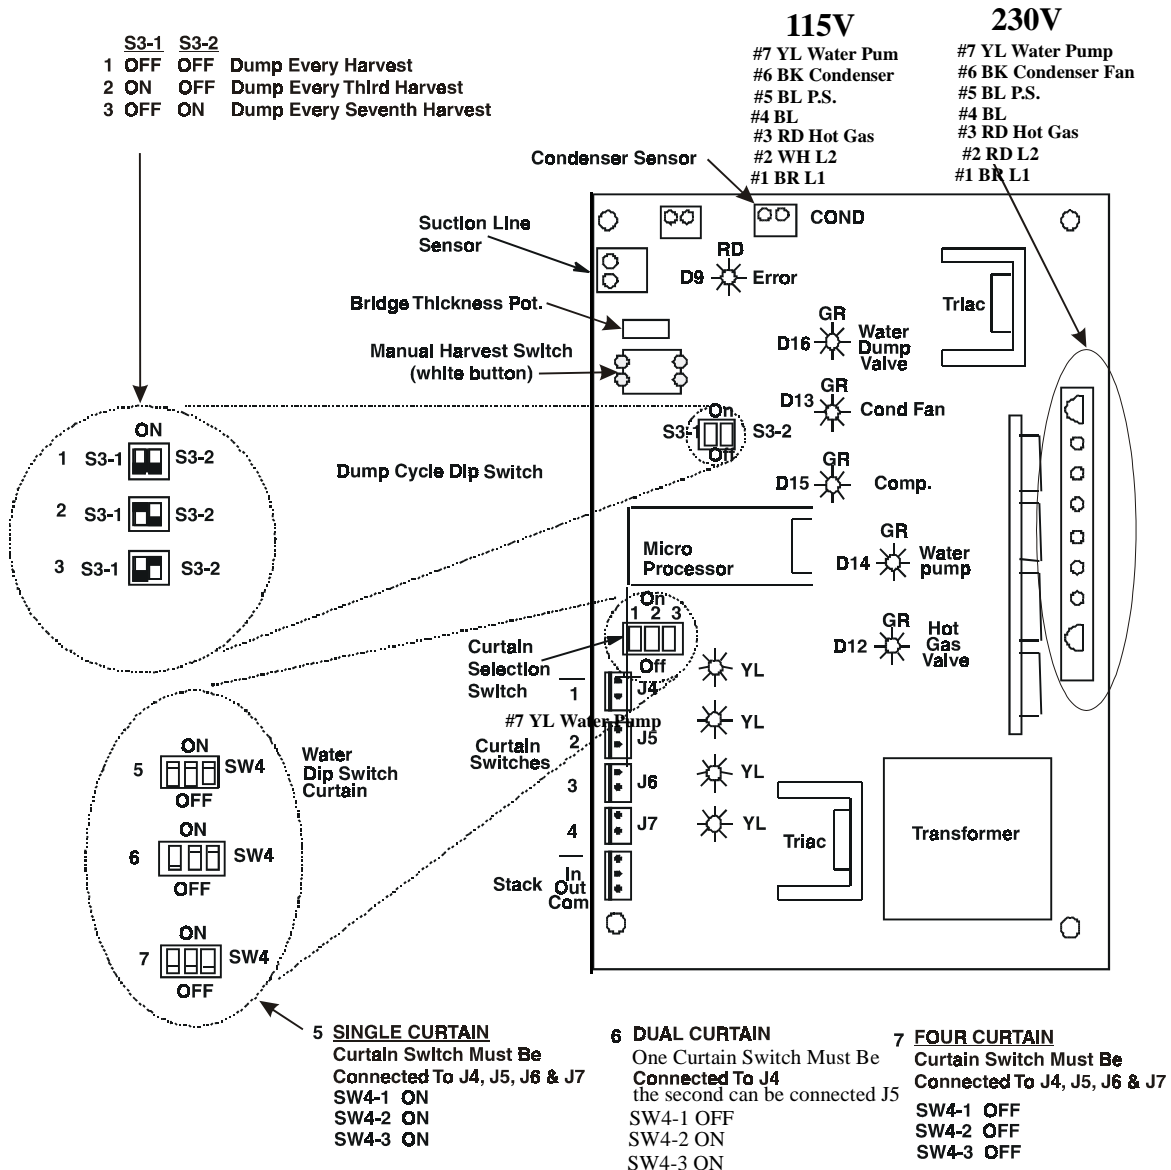 115V
230V
S3-1 S3-2
1 OFF OFF Dump Every Harvest
2 ON OFF Dump Every Third Harvest
3 OFF ON Dump Every Seventh Harvest
#7 YL Water Pum
#6 BK Condenser
#5 BL P.S.
#4 BL
#3 RD Hot Gas
#2 WH L2
#1 BR L1
#7 YL Water Pump
#6 BK Condenser Fan
#5 BL P.S.
#4 BL
#3 RD Hot Gas
#2 RD L2
#1 BR L1
Condenser Sensor
COND
Suction Line
Sensor
RD
D9 Error
Bridge Thickness Pot.
Triac
GR
D16 Water
Dump
Valve
Manual Harvest Switch
(white button)
GR
D13 Cond Fan
On
S3-1 S3-2
Off
ON
1 S3-1 S3-2
2 S3-1 S3-2
3 S3-1 S3-2
Dump Cycle Dip Switch
GR
D15 Comp.
Micro
Processor
GR
D14 Water
pump
On
1 2 3
Off
GR
D12 Hot
Gas
Valve
Curtain
Selection
Switch
1 J4 YL
#7 YL Water Pump
2 J5 YL
Curtain
Switches
3 J6 YL
4 J7 YL
Stack In
Out
Com
Triac
Transformer
ON
5 SW4
OFF
Water
Dip Switch
Curtain
ON
6 SW4
OFF
ON
7 SW4
OFF
5 SINGLE CURTAIN
Curtain Switch Must Be
Connected To J4, J5, J6 & J7
SW4-1 ON
SW4-2 ON
SW4-3 ON
6 DUAL CURTAIN
One Curtain Switch Must Be
Connected To J4
the second can be connected J5
SW4-1 OFF
SW4-2 ON
SW4-3 ON
7 FOUR CURTAIN
Curtain Switch Must Be
Connected To J4, J5, J6 & J7
SW4-1 OFF
SW4-2 OFF
SW4-3 OFF